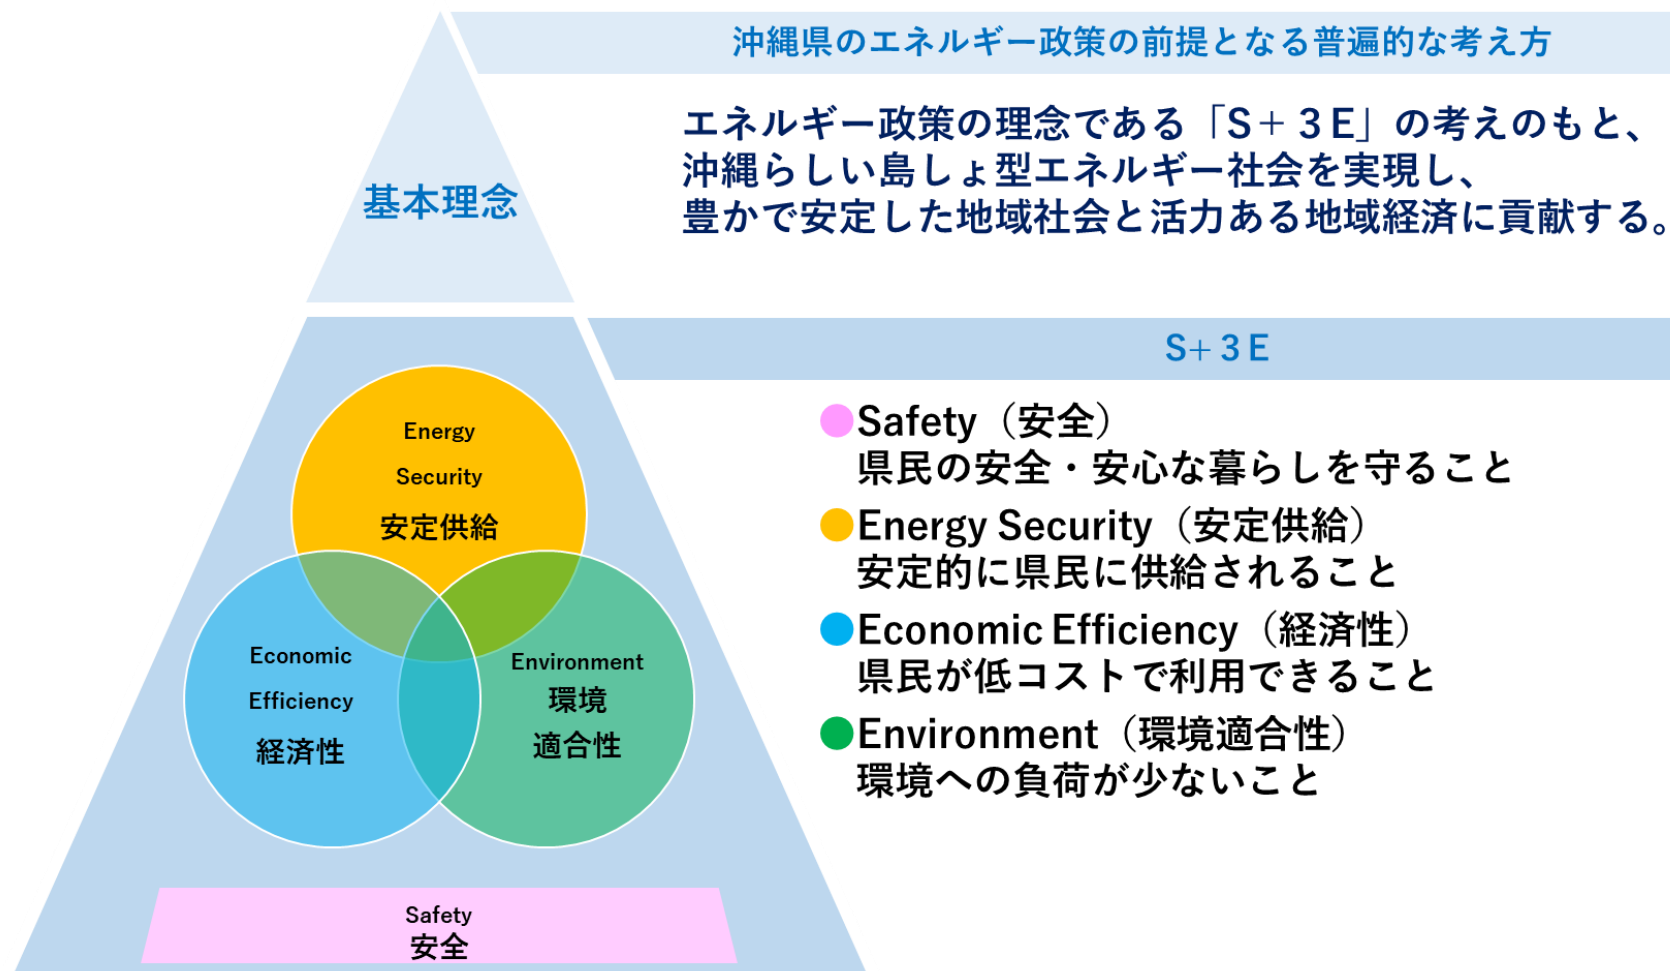 沖縄県のエネルギー政策の前提となる普遍的な考え方
基本理念
エネルギー政策の理念である「S＋３E」の考えのもと、
沖縄らしい島しょ型エネルギー社会を実現し、
豊かで安定した地域社会と活力ある地域経済に貢献する。
S+３E
Energy
Security
安定供給
Economic
Efficiency
経済性
Environment
環境
適合性
Safety
安全
Safety（安全）
県民の安全・安心な暮らしを守ること
Energy Security（安定供給）
安定的に県民に供給されること
Economic Efficiency（経済性）
県民が低コストで利用できること
Environment（環境適合性）
環境への負荷が少ないこと